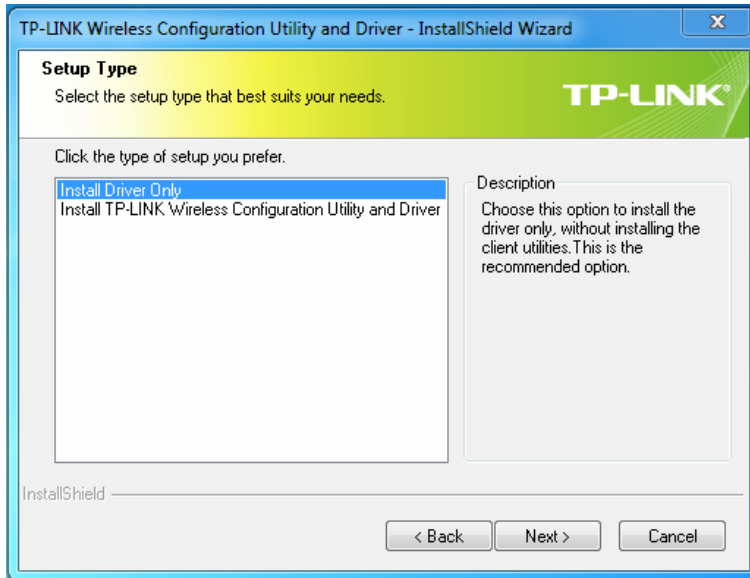 TP-LINK Wireless Configuration Utility and Driver - InstallShield Wizard
X
Setup Type
Select the setup type that best suits your needs.
TP-LINK®
Click the type of setup you prefer.
Install Driver Only
Install TP-LINK Wireless Configuration Utility and Driver
Description
Choose this option to install the
driver only, without installing the
client utilities.This is the
recommended option.
InstallShield
< Back
Next >
Cancel